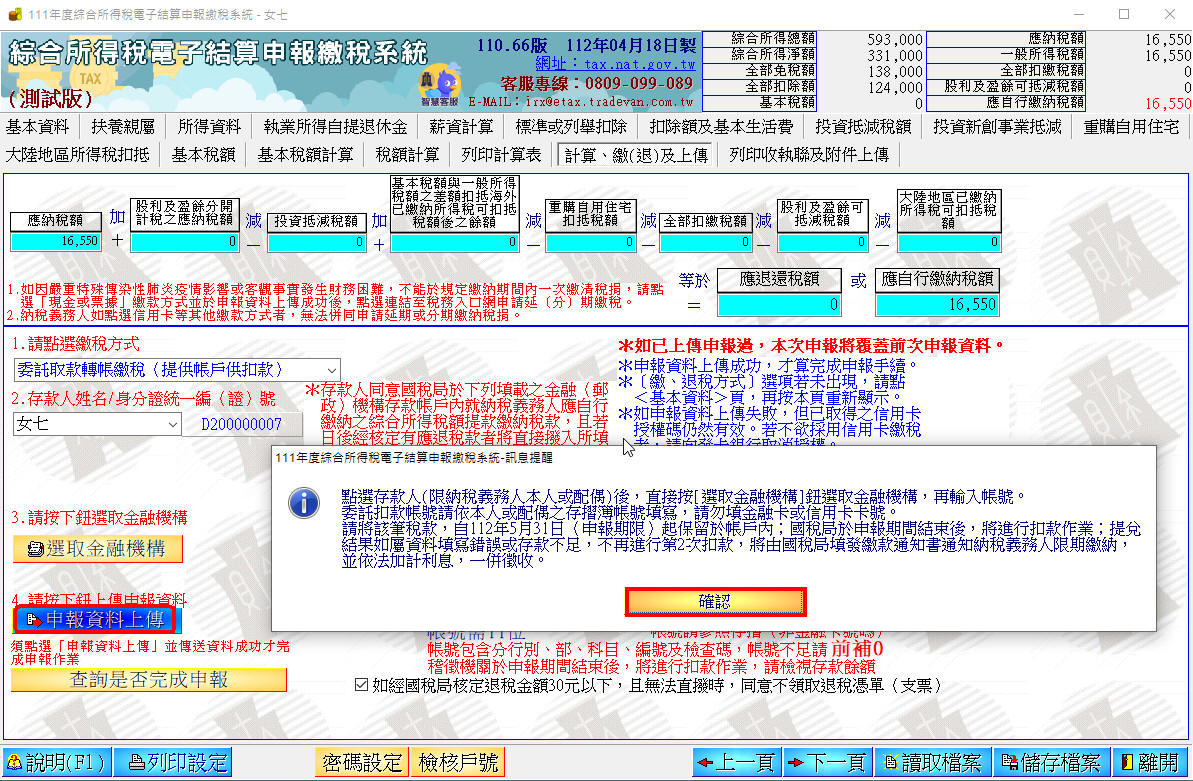 111年度綜合所得稅電子結算申報繳稅系統 - 女七
綜合所得稅電子結算申報繳稅系統
(測試版)
TAX
智慧客服
110.66版 112年04月18日製
網址：tax.nat.gov.tw
客服專線：0809-099-089
E-MAIL：irx@etax.tradevan.com.tw
綜合所得總額 593,000 應納稅額 16,550
綜合所得淨額 331,000 一般所得稅額 16,550
全部免稅額 138,000 全部扣繳稅額 0
全部扣除額 124,000 股利及盈餘可抵減稅額 0
基本稅額 0 應自行繳納稅額 16,550
基本資料 扶養親屬 所得資料 執業所得自提退休金 薪資計算 標準或列舉扣除 扣除額及基本生活費 投資抵減稅額 投資新創事業抵減 重購自用住宅
大陸地區所得稅扣抵 基本稅額 基本稅額計算 稅額計算 列印計算表 計算、繳(退)及上傳 列印收執聯及附件上傳
應納稅額
16,550
加
＋
股利及盈餘分開
計稅之應納稅額
0
減
－
投資抵減稅額
0
加
＋
基本稅額與一般所得
稅額之差額扣抵海外
已繳納所得稅可扣抵
稅額後之餘額
0
減
－
重購自用住宅
扣抵稅額
0
減
－
全部扣繳稅額
0
減
－
股利及盈餘可
抵減稅額
0
減
－
大陸地區已繳納
所得稅可扣抵稅
額
0
1.如因嚴重特殊傳染性肺炎疫情影響或客觀事實發生財務困難，不能於規定繳納期間內一次繳清稅捐，請點
選「現金或票據」繳款方式並於申報資料上傳成功後，點選連結至稅務入口網申請延（分）期繳稅。
2.納稅義務人如點選信用卡等其他繳款方式者，無法併同申請延期或分期繳納稅捐。
等於
＝
應退還稅額
0
或
應自行繳納稅額
16,550
1.請點選繳稅方式
委託取款轉帳繳稅（提供帳戶供扣款）
2.存款人姓名/身分證統一編（證）號
女七 D200000007
＊存款人同意國稅局於下列填載之金融（郵
政）機構存款帳戶內就納稅義務人應自行
繳納之綜合所得稅額提款繳納稅款，且若
日後經核定有應退稅款者將直接撥入所填
＊如已上傳申報過，本次申報將覆蓋前次申報資料。
＊申報資料上傳成功，才算完成申報手續。
＊〔繳、退稅方式〕選項若未出現，請點
＜基本資料＞頁，再按本頁重新顯示。
＊如申報資料上傳失敗，但已取得之信用卡
授權碼仍然有效。若不欲採用信用卡繳稅
者，請向發卡銀行取消授權。
111年度綜合所得稅電子結算申報繳稅系統-訊息提醒
點選存款人(限納稅義務人本人或配偶)後，直接按[選取金融機構]鈕選取金融機構，再輸入帳號。
委託扣款帳號請依本人或配偶之存摺簿帳號填寫，請勿填金融卡或信用卡卡號。
請將該筆稅款，自112年5月31日（申報期限）起保留於帳戶內；國稅局於申報期間結束後，將進行扣款作業；提兌
結果如屬資料填寫錯誤或存款不足，不再進行第2次扣款，將由國稅局填發繳款通知書通知納稅義務人限期繳納，
並依法加計利息，一併徵收。
確認
3.請按下鈕選取金融機構
選取金融機構
4.請按下鈕上傳申報資料
申報資料上傳
須點選「申報資料上傳」並傳送資料成功才完
成申報作業
查詢是否完成申報
帳號需11位 帳號請參照存摺（非金融卡號碼）
帳號包含分行別、部、科目、編號及檢查碼，帳號不足請 前補0
稽徵機關於申報期間結束後，將進行扣款作業，請檢視存款餘額
如經國稅局核定退稅金額30元以下，且無法直撥時，同意不領取退稅憑單（支票）
說明(F1) 列印設定 密碼設定 檢核戶號 上一頁 下一頁 讀取檔案 儲存檔案 離開